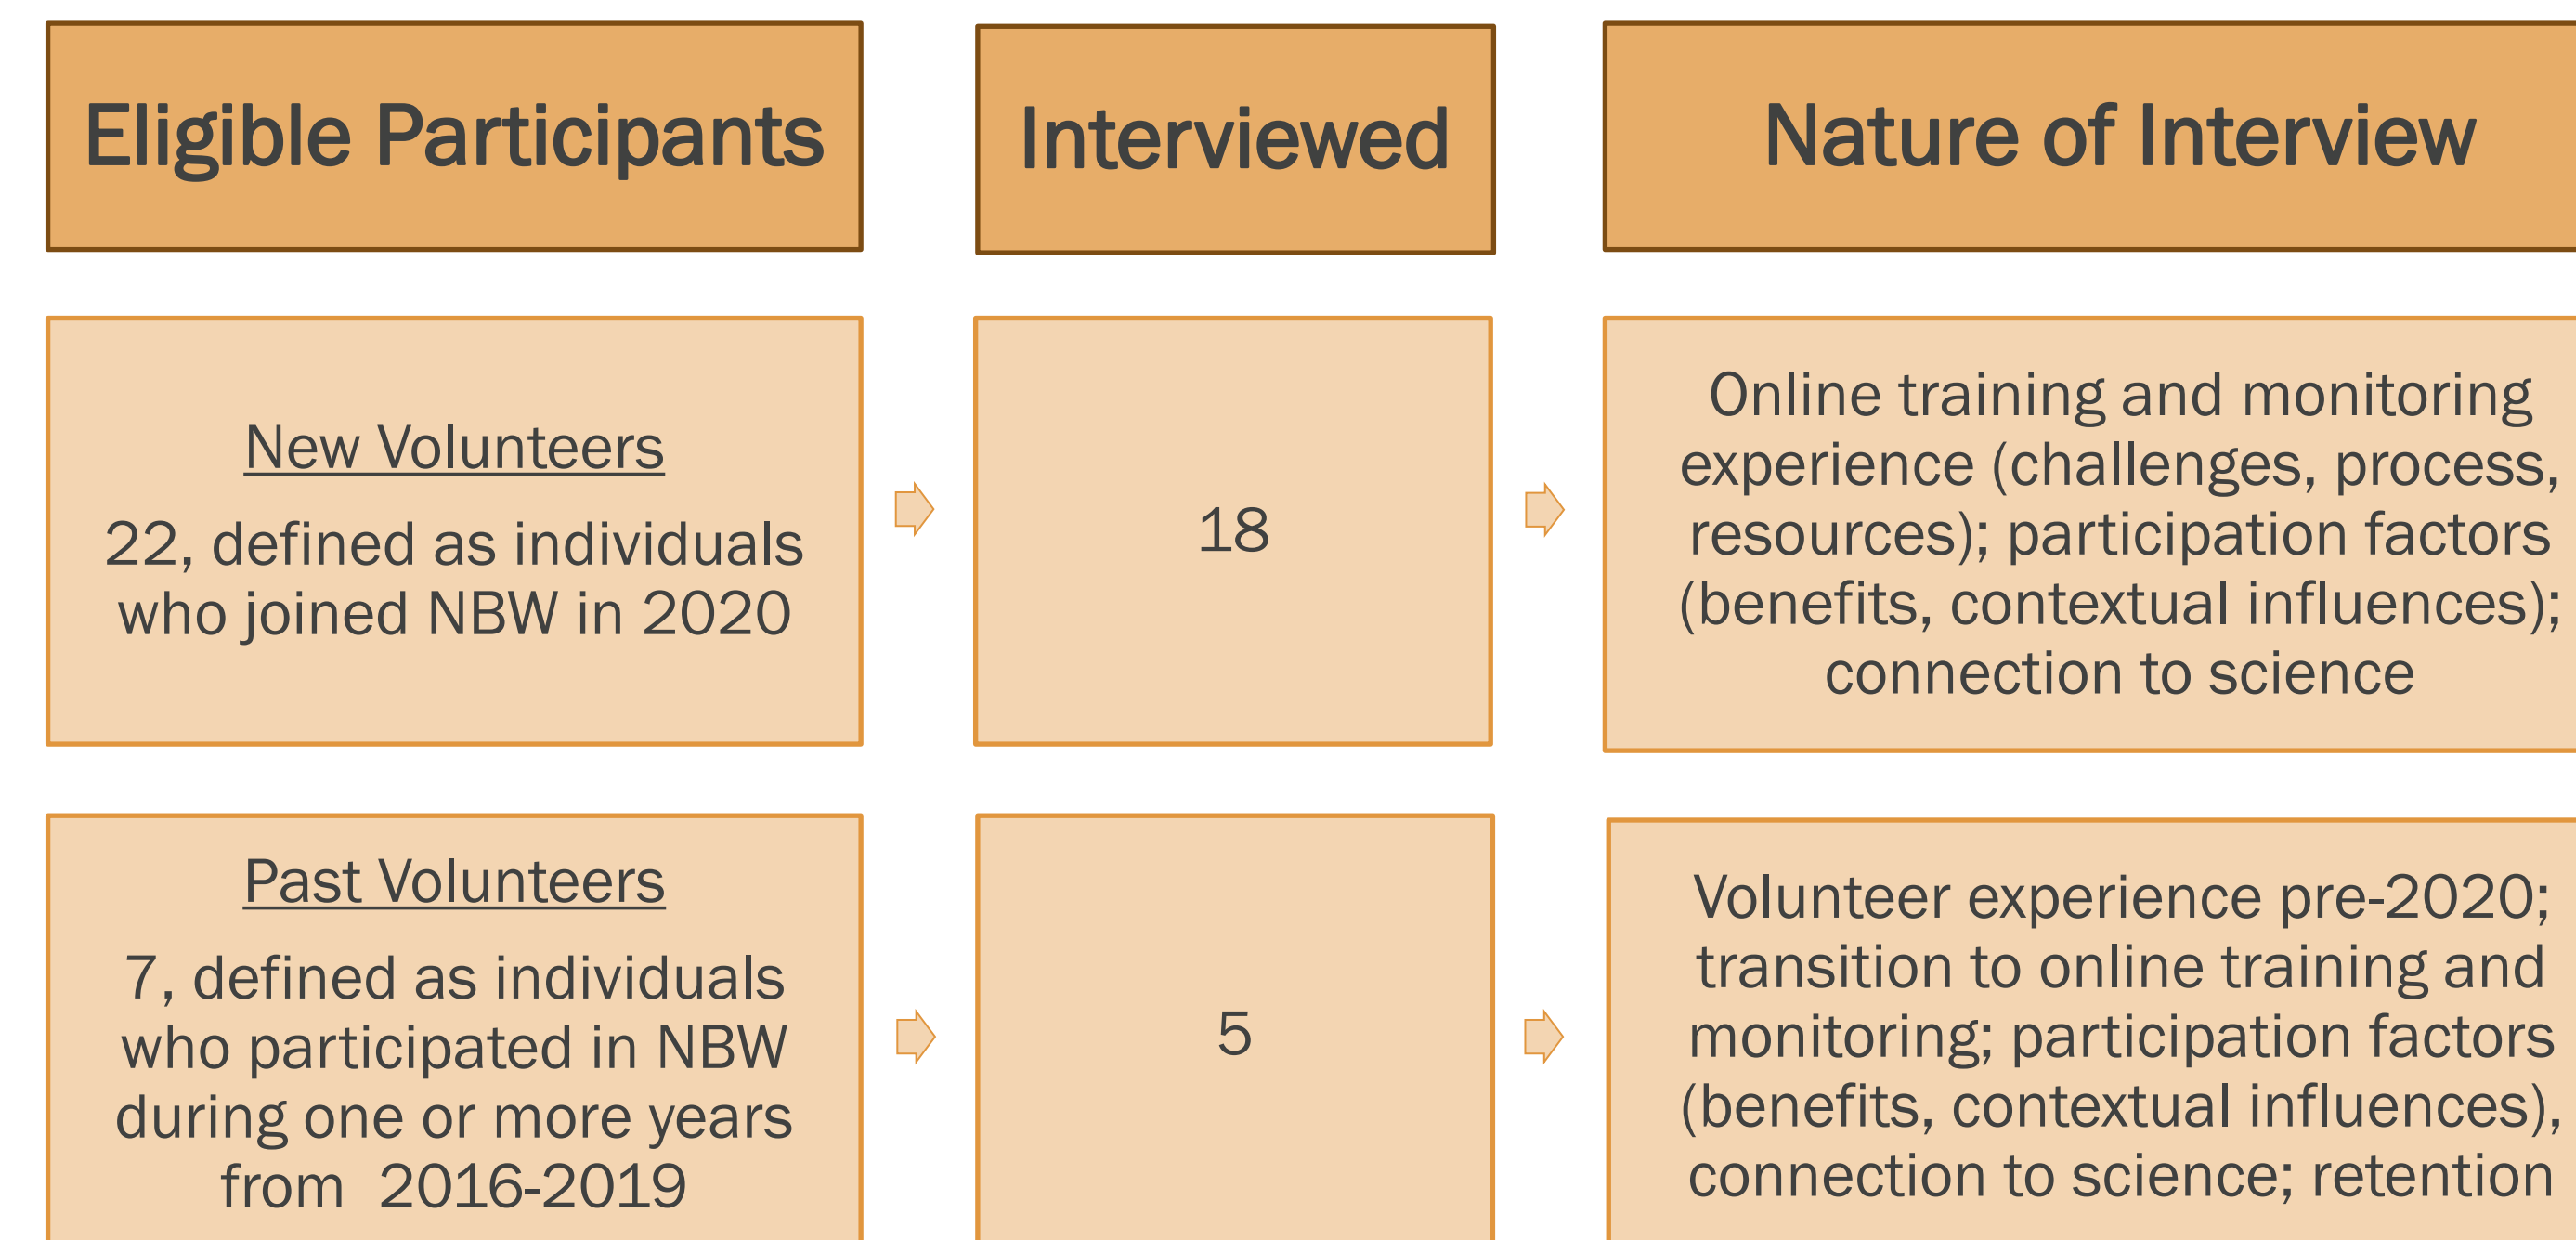 Eligible Participants
Interviewed
Nature of Interview
New Volunteers
22, defined as individuals
who joined NBW in 2020
18
Online training and monitoring
experience (challenges, process,
resources); participation factors
(benefits, contextual influences);
connection to science
Past Volunteers
7, defined as individuals
who participated in NBW
during one or more years
from 2016-2019
5
Volunteer experience pre-2020;
transition to online training and
monitoring; participation factors
(benefits, contextual influences),
connection to science; retention